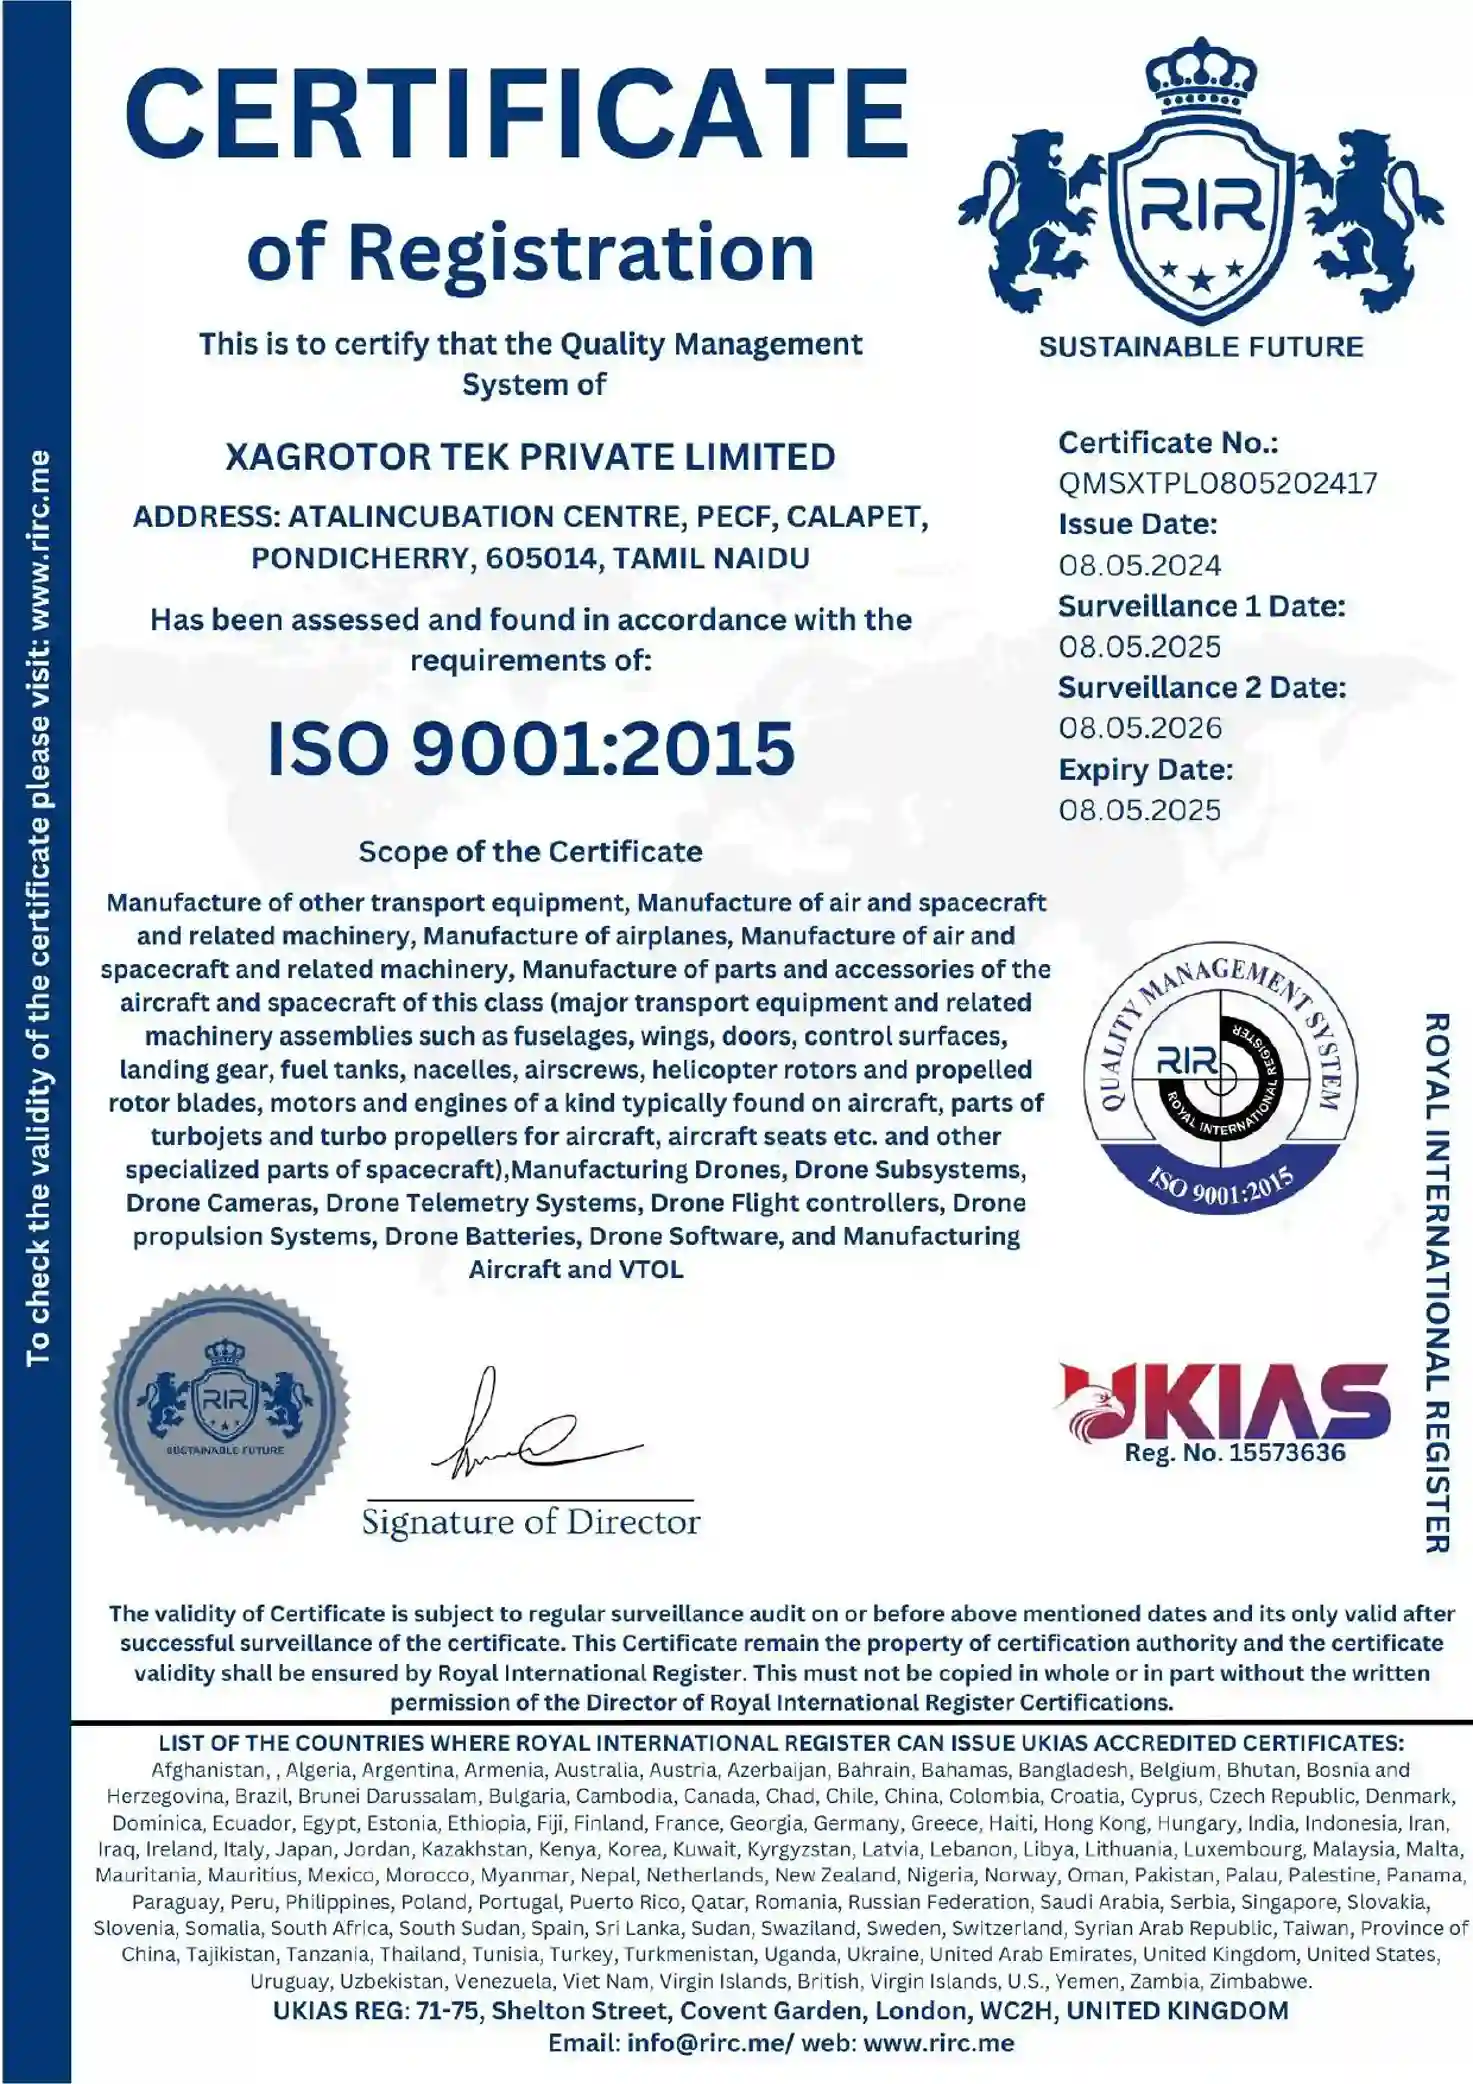 CERTIFICATE
of Registration
This is to certify that the Quality Management
System of
XAGROTOR TEK PRIVATE LIMITED
ADDRESS: ATALINCUBATION CENTRE, PECF, CALAPET,
PONDICHERRY, 605014, TAMIL NAIDU
Has been assessed and found in accordance with the
requirements of:
ISO 9001:2015
Scope of the Certificate
Manufacture of other transport equipment, Manufacture of air and spacecraft
and related machinery, Manufacture of airplanes, Manufacture of air and
spacecraft and related machinery, Manufacture of parts and accessories of the
aircraft and spacecraft of this class (major transport equipment and related
machinery assemblies such as fuselages, wings, doors, control surfaces,
landing gear, fuel tanks, nacelles, airscrews, helicopter rotors and propelled
rotor blades, motors and engines of a kind typically found on aircraft, parts of
turbojets and turbo propellers for aircraft, aircraft seats etc. and other
specialized parts of spacecraft),Manufacturing Drones, Drone Subsystems,
Drone Cameras, Drone Telemetry Systems, Drone Flight controllers, Drone
propulsion Systems, Drone Batteries, Drone Software, and Manufacturing
Aircraft and VTOL
RIR
SUSTAINABLE FUTURE
Certificate No.:
QMSXTPL0805202417
Issue Date:
08.05.2024
Surveillance 1 Date:
08.05.2025
Surveillance 2 Date:
08.05.2026
Expiry Date:
08.05.2025
QUALITY MANAGEMENT SYSTEM
RIR
ROYAL INTERNATIONAL REGISTER
ISO 9001:2015
UKIAS
Reg. No. 15573636
ROYAL INTERNATIONAL REGISTER
To check the validity of the certificate please visit: www.rirc.me
RIR
SUSTAINABLE FUTURE
Signature of Director
The validity of Certificate is subject to regular surveillance audit on or before above mentioned dates and its only valid after
successful surveillance of the certificate. This Certificate remain the property of certification authority and the certificate
validity shall be ensured by Royal International Register. This must not be copied in whole or in part without the written
permission of the Director of Royal International Register Certifications.
LIST OF THE COUNTRIES WHERE ROYAL INTERNATIONAL REGISTER CAN ISSUE UKIAS ACCREDITED CERTIFICATES:
Afghanistan, , Algeria, Argentina, Armenia, Australia, Austria, Azerbaijan, Bahrain, Bahamas, Bangladesh, Belgium, Bhutan, Bosnia and
Herzegovina, Brazil, Brunei Darussalam, Bulgaria, Cambodia, Canada, Chad, Chile, China, Colombia, Croatia, Cyprus, Czech Republic, Denmark,
Dominica, Ecuador, Egypt, Estonia, Ethiopia, Fiji, Finland, France, Georgia, Germany, Greece, Haiti, Hong Kong, Hungary, India, Indonesia, Iran,
Iraq, Ireland, Italy, Japan, Jordan, Kazakhstan, Kenya, Korea, Kuwait, Kyrgyzstan, Latvia, Lebanon, Libya, Lithuania, Luxembourg, Malaysia, Malta,
Mauritania, Mauritius, Mexico, Morocco, Myanmar, Nepal, Netherlands, New Zealand, Nigeria, Norway, Oman, Pakistan, Palau, Palestine, Panama,
Paraguay, Peru, Philippines, Poland, Portugal, Puerto Rico, Qatar, Romania, Russian Federation, Saudi Arabia, Serbia, Singapore, Slovakia,
Slovenia, Somalia, South Africa, South Sudan, Spain, Sri Lanka, Sudan, Swaziland, Sweden, Switzerland, Syrian Arab Republic, Taiwan, Province of
China, Tajikistan, Tanzania, Thailand, Tunisia, Turkey, Turkmenistan, Uganda, Ukraine, United Arab Emirates, United Kingdom, United States,
Uruguay, Uzbekistan, Venezuela, Viet Nam, Virgin Islands, British, Virgin Islands, U.S., Yemen, Zambia, Zimbabwe.
UKIAS REG: 71-75, Shelton Street, Covent Garden, London, WC2H, UNITED KINGDOM
Email: info@rirc.me/ web: www.rirc.me